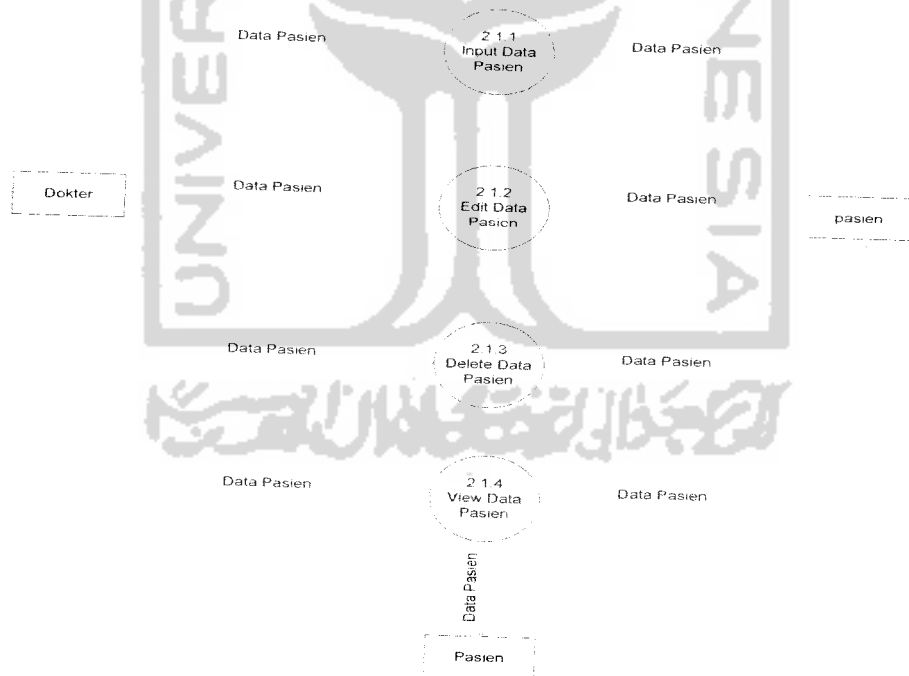 Data Pasien
2.1.1
Input Data
Pasien
Data Pasien
Dokter
Data Pasien
2.1.2
Edit Data
Pasien
Data Pasien
pasien
UNIVER
NESIA
Data Pasien
2.1.3
Delete Data
Pasien
Data Pasien
Data Pasien
2.1.4
View Data
Pasien
Data Pasien
Data Pasien
Pasien